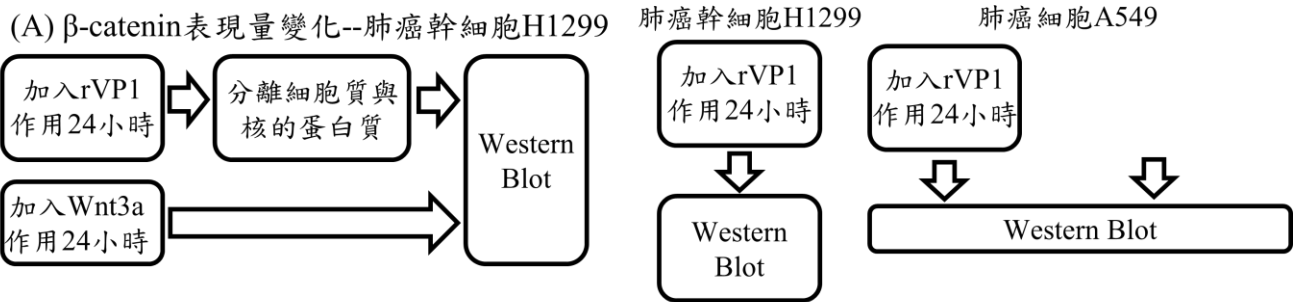 (A) β-catenin表現量變化--肺癌幹細胞H1299
加入rVP1
作用24小時
分離細胞質與
核的蛋白質
Western
Blot
加入Wnt3a
作用24小時
肺癌幹細胞H1299
加入rVP1
作用24小時
Western
Blot
肺癌細胞A549
加入rVP1
作用24小時
Western Blot